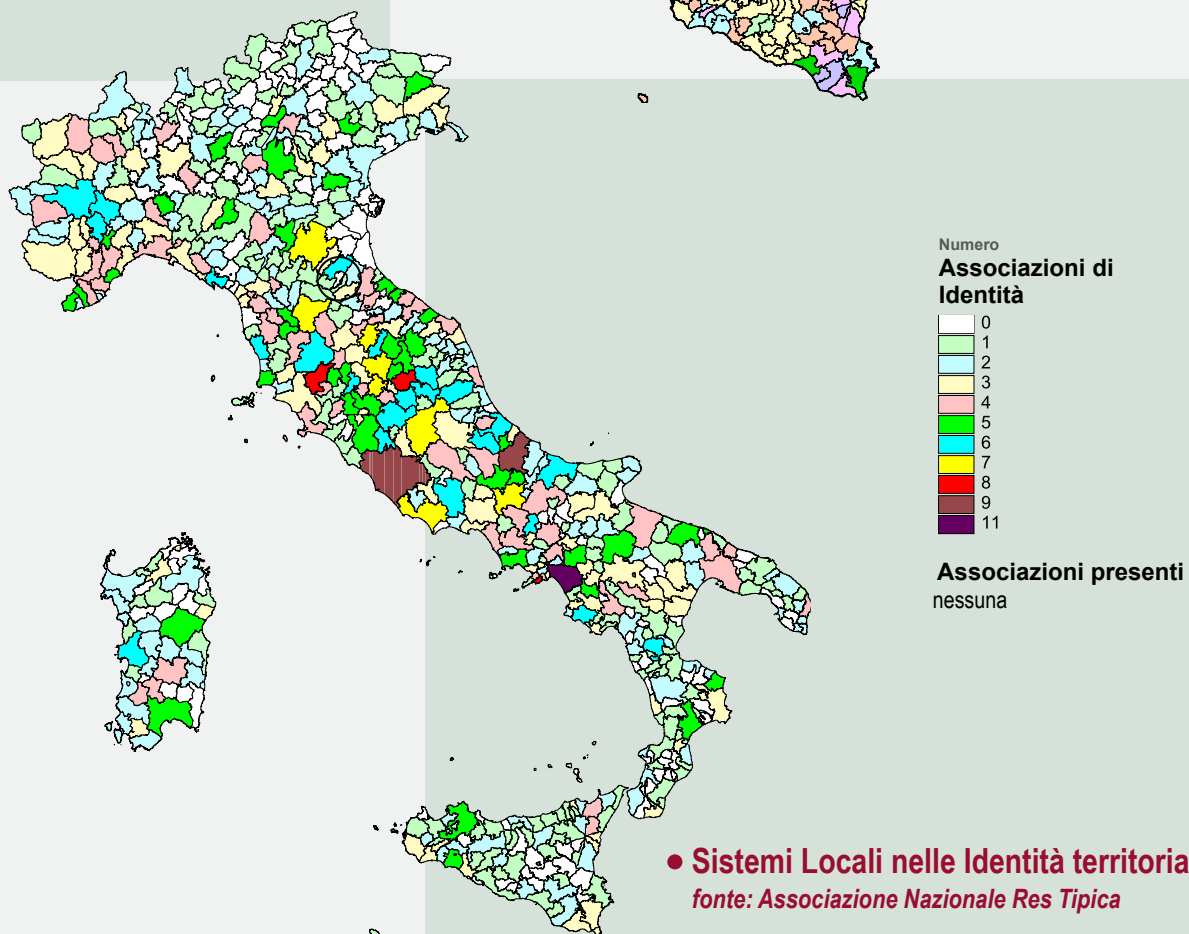 Numero
Associazioni di
Identità
0
1
2
3
4
5
6
7
8
9
11
Associazioni presenti
nessuna
• Sistemi Locali nelle Identità territoria
fonte: Associazione Nazionale Res Tipica